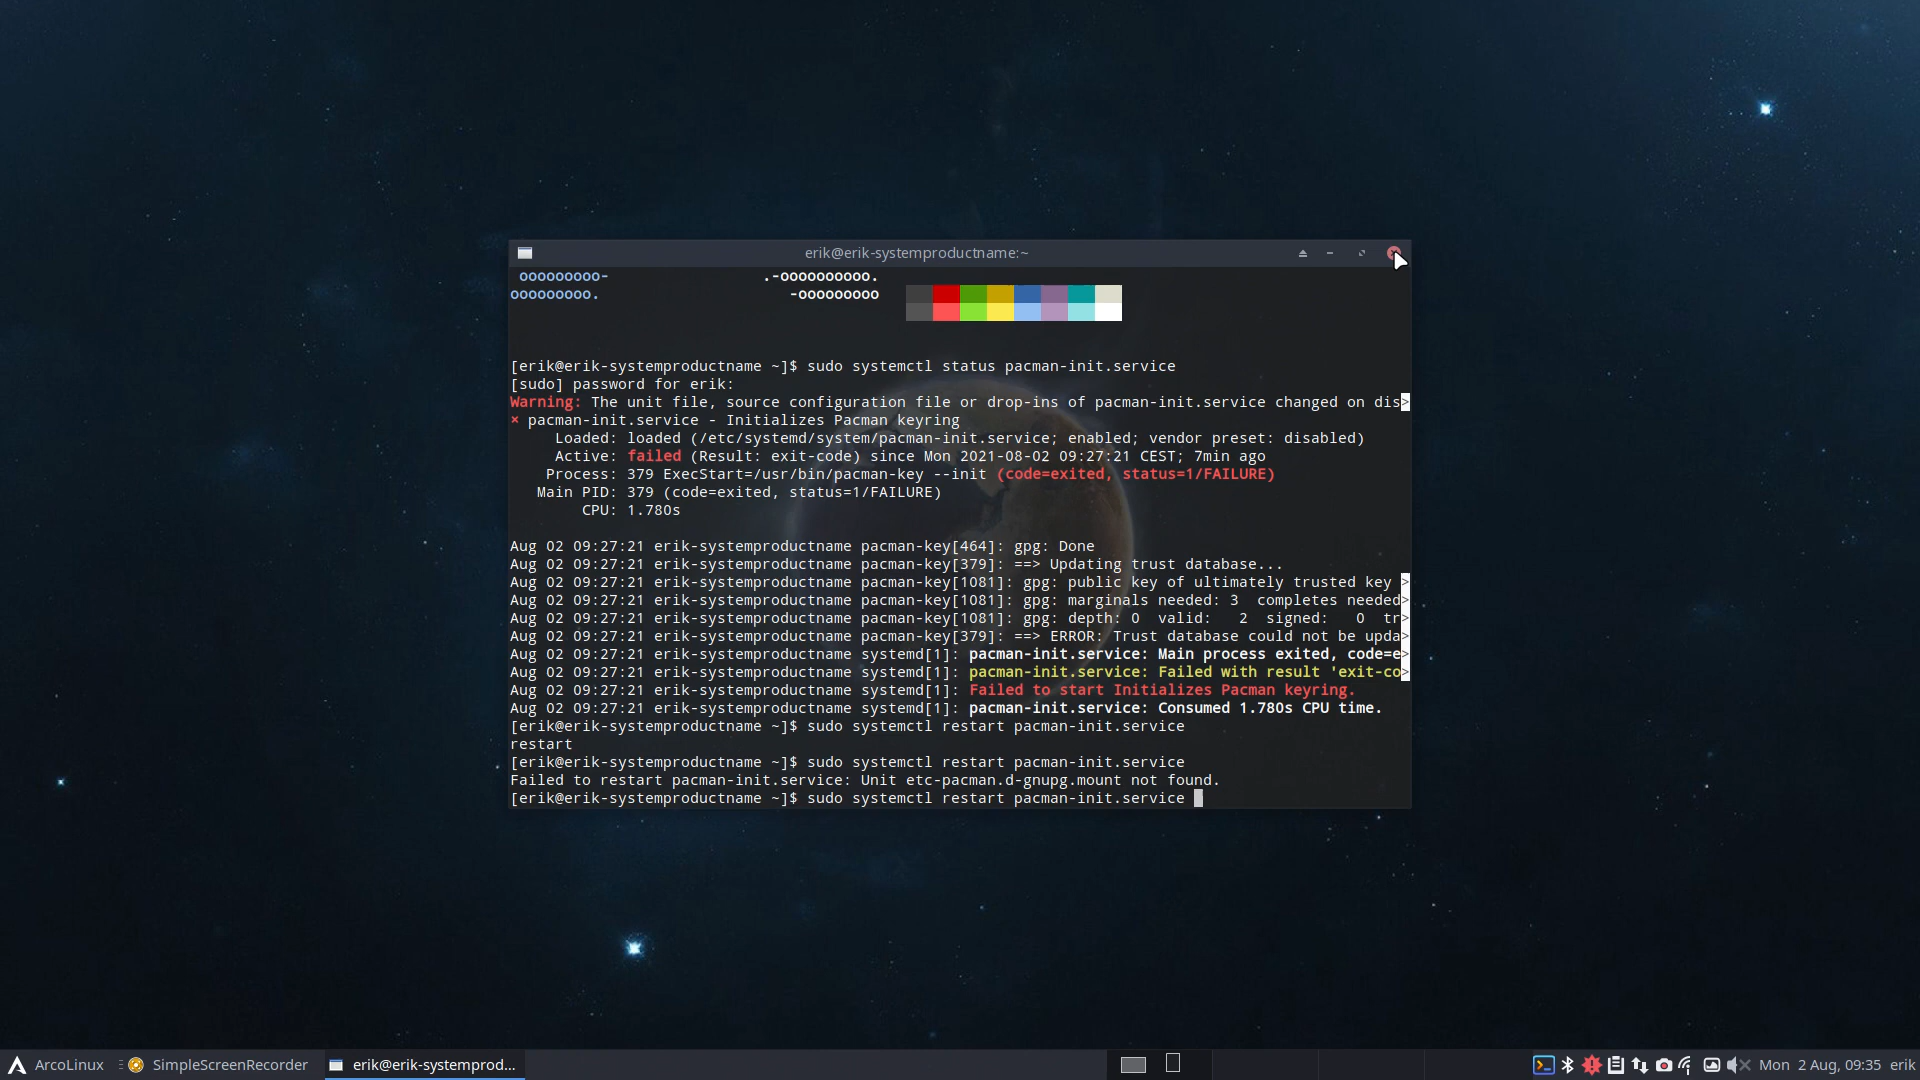 erik@erik-systemproductname:~
ooooooooo- .-oooooooooo.
ooooooooo. -ooooooooo
[erik@erik-systemproductname ~]$ sudo systemctl status pacman-init.service
[sudo] password for erik:
Warning: The unit file, source configuration file or drop-ins of pacman-init.service changed on dis>
× pacman-init.service - Initializes Pacman keyring
Loaded: loaded (/etc/systemd/system/pacman-init.service; enabled; vendor preset: disabled)
Active: failed (Result: exit-code) since Mon 2021-08-02 09:27:21 CEST; 7min ago
Process: 379 ExecStart=/usr/bin/pacman-key --init (code=exited, status=1/FAILURE)
Main PID: 379 (code=exited, status=1/FAILURE)
CPU: 1.780s
Aug 02 09:27:21 erik-systemproductname pacman-key[464]: gpg: Done
Aug 02 09:27:21 erik-systemproductname pacman-key[379]: ==> Updating trust database...
Aug 02 09:27:21 erik-systemproductname pacman-key[1081]: gpg: public key of ultimately trusted key >
Aug 02 09:27:21 erik-systemproductname pacman-key[1081]: gpg: marginals needed: 3  completes needed>
Aug 02 09:27:21 erik-systemproductname pacman-key[1081]: gpg: depth: 0  valid:   2  signed:   0  tr>
Aug 02 09:27:21 erik-systemproductname pacman-key[379]: ==> ERROR: Trust database could not be upda>
Aug 02 09:27:21 erik-systemproductname systemd[1]: pacman-init.service: Main process exited, code=e>
Aug 02 09:27:21 erik-systemproductname systemd[1]: pacman-init.service: Failed with result 'exit-co>
Aug 02 09:27:21 erik-systemproductname systemd[1]: Failed to start Initializes Pacman keyring.
Aug 02 09:27:21 erik-systemproductname systemd[1]: pacman-init.service: Consumed 1.780s CPU time.
[erik@erik-systemproductname ~]$ sudo systemctl restart pacman-init.service
restart
[erik@erik-systemproductname ~]$ sudo systemctl restart pacman-init.service
Failed to restart pacman-init.service: Unit etc-pacman.d-gnupg.mount not found.
[erik@erik-systemproductname ~]$ sudo systemctl restart pacman-init.service
ArcoLinux SimpleScreenRecorder erik@erik-systemprod... Mon 2 Aug, 09:35 erik